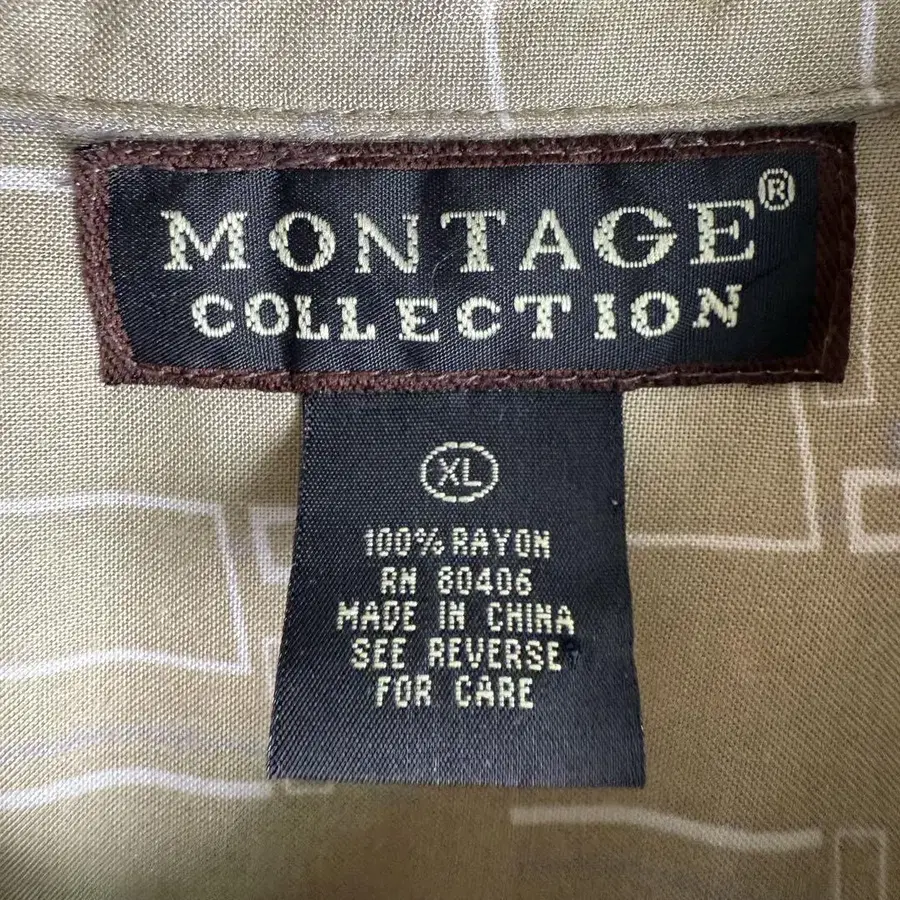 MONTAGE®
COLLECTION
XL
100% RAYON
RN 80406
MADE IN CHINA
SEE REVERSE
FOR CARE